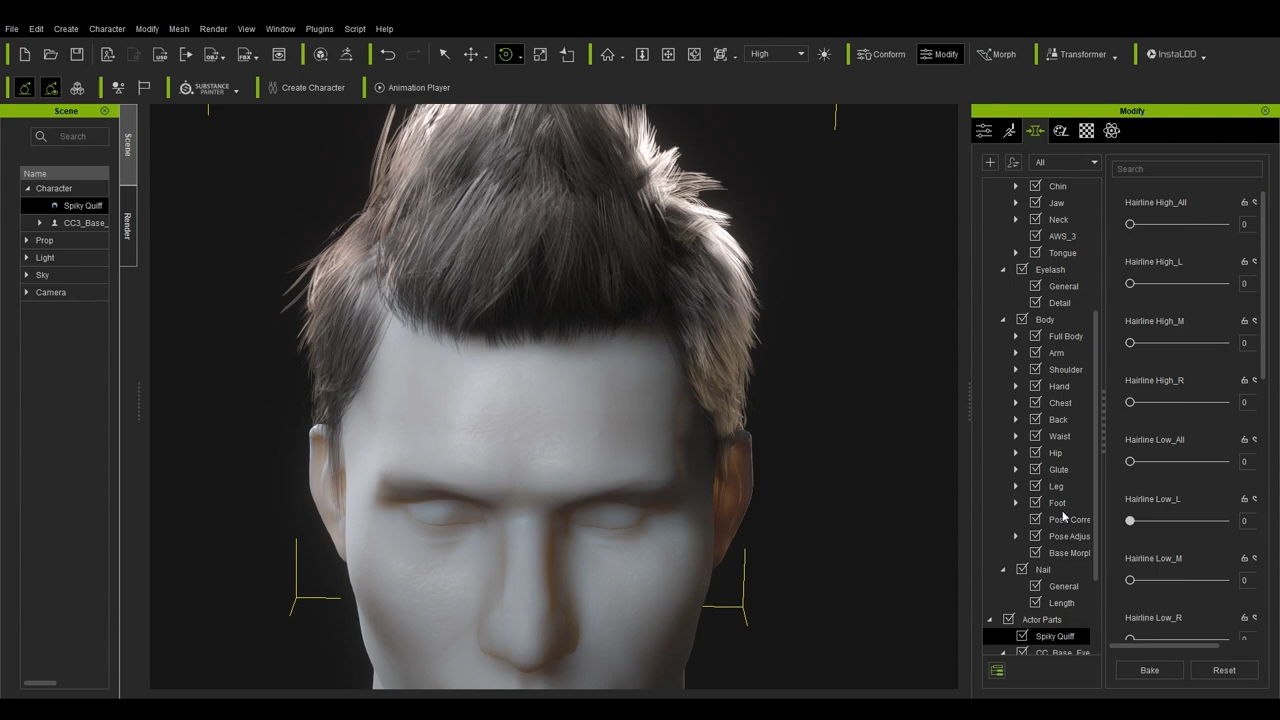 File Edit Create Character Modify Mesh Render View Window Plugins Script Help
High Conform Modify Morph Transformer InstaLOD
SUBSTANCE PAINTER Create Character Animation Player
Scene
Search
Name
Character
Spiky Quiff
CC3_Base_
Prop
Light
Sky
Camera
Scene
Render
Modify
All
Chin
Jaw
Neck
AWS_3
Tongue
Eyelash
General
Detail
Body
Full Body
Arm
Shoulder
Hand
Chest
Back
Waist
Hip
Glute
Leg
Foot
Pose Corre
Pose Adjus
Base Morpl
Nail
General
Length
Actor Parts
Spiky Quiff
CC_Base_Eye
Search
Hairline High_All
0
Hairline High_L
0
Hairline High_M
0
Hairline High_R
0
Hairline Low_All
0
Hairline Low_L
0
Hairline Low_M
0
Hairline Low_R
0
Bake Reset